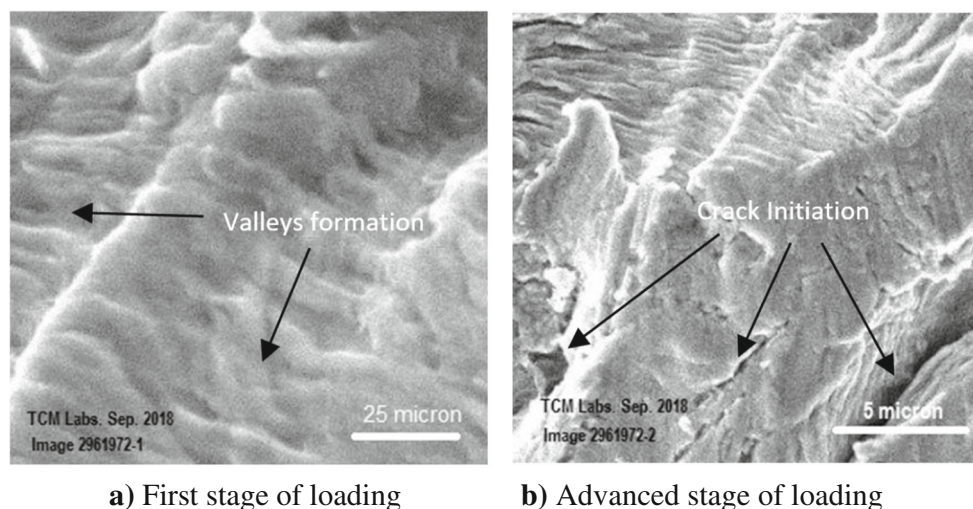 Valleys formation
TCM Labs. Sep. 2018
Image 2961972-1
25 micron
Crack Initiation
TCM Labs. Sep. 2018
Image 2961972-2
5 micron
a) First stage of loading
b) Advanced stage of loading